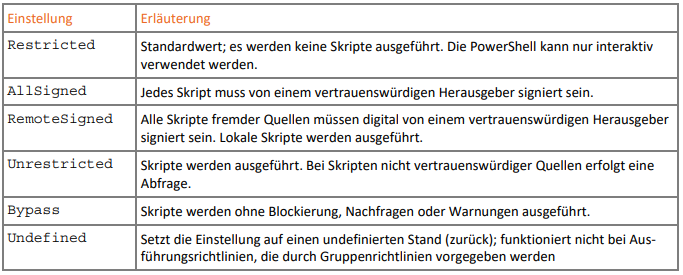 Einstellung Erläuterung
Restricted Standardwert; es werden keine Skripte ausgeführt. Die PowerShell kann nur interaktiv
verwendet werden.
AllSigned Jedes Skript muss von einem vertrauenswürdigen Herausgeber signiert sein.
RemoteSigned Alle Skripte fremder Quellen müssen digital von einem vertrauenswürdigen Herausgeber
signiert sein. Lokale Skripte werden ausgeführt.
Unrestricted Skripte werden ausgeführt. Bei Skripten nicht vertrauenswürdiger Quellen erfolgt eine
Abfrage.
Bypass Skripte werden ohne Blockierung, Nachfragen oder Warnungen ausgeführt.
Undefined Setzt die Einstellung auf einen undefinierten Stand (zurück); funktioniert nicht bei Aus-
führungsrichtlinien, die durch Gruppenrichtlinien vorgegeben werden